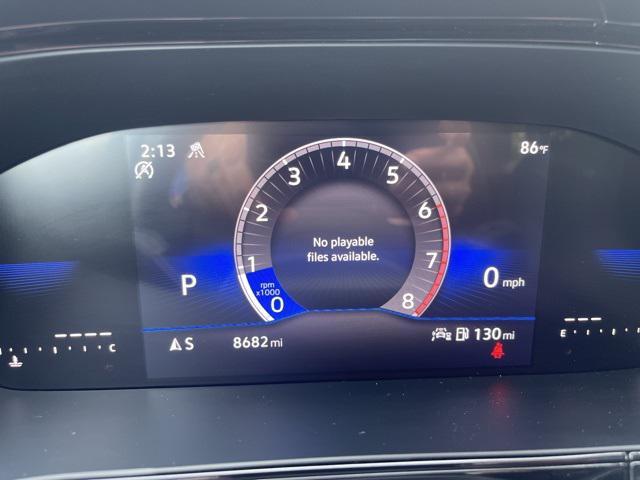 2:13
86°F
4
3
5
2
6
No playable
files available.
1
7
P
rpm
x1000
0
8
0 mph
S
8682 mi
130 mi
C
E